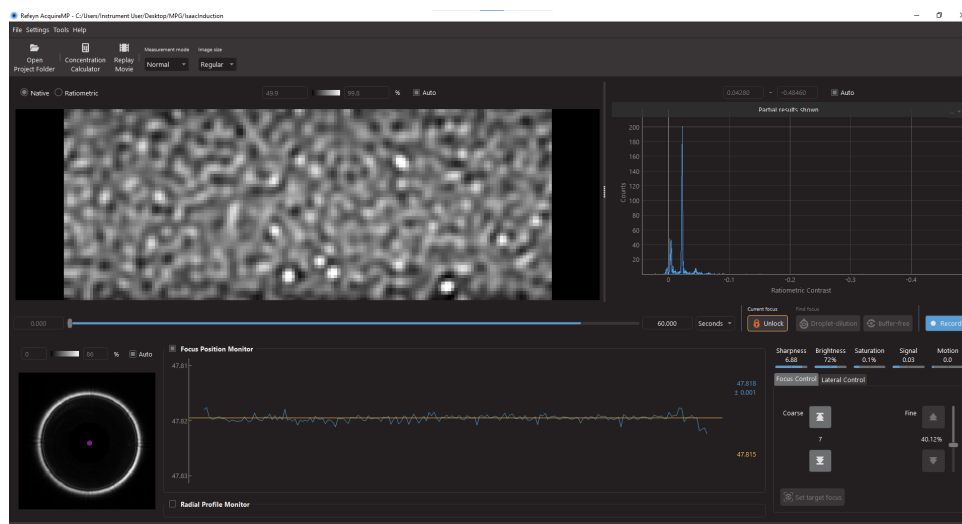 Refeyn AcquireMP - C:/Users/Instrument User/Desktop/MPG/IsaacInduction
File Settings Tools Help
Open Project Folder
Concentration Calculator
Replay Movie
Measurement mode
Normal
Image size
Regular
Native Ratiometric
49.9 99.8 % Auto
0.04280 - -0.48460 Auto
Partial results shown
200
180
160
140
120
100
80
60
40
20
Counts
0 -0.1 -0.2 -0.3 -0.4
Ratiometric Contrast
0.000 60.000 Seconds
Current focus
Unlock
Find focus
Droplet-dilution
Buffer-free
Record
0 86 % Auto
Focus Position Monitor
47.81
47.82
47.83
47.818
± 0.001
47.815
Radial Profile Monitor
Sharpness Brightness Saturation Signal Motion
6.88 72% 0.1% 0.03 0.0
Focus Control Lateral Control
Coarse
7
Fine
40.12%
Set target focus